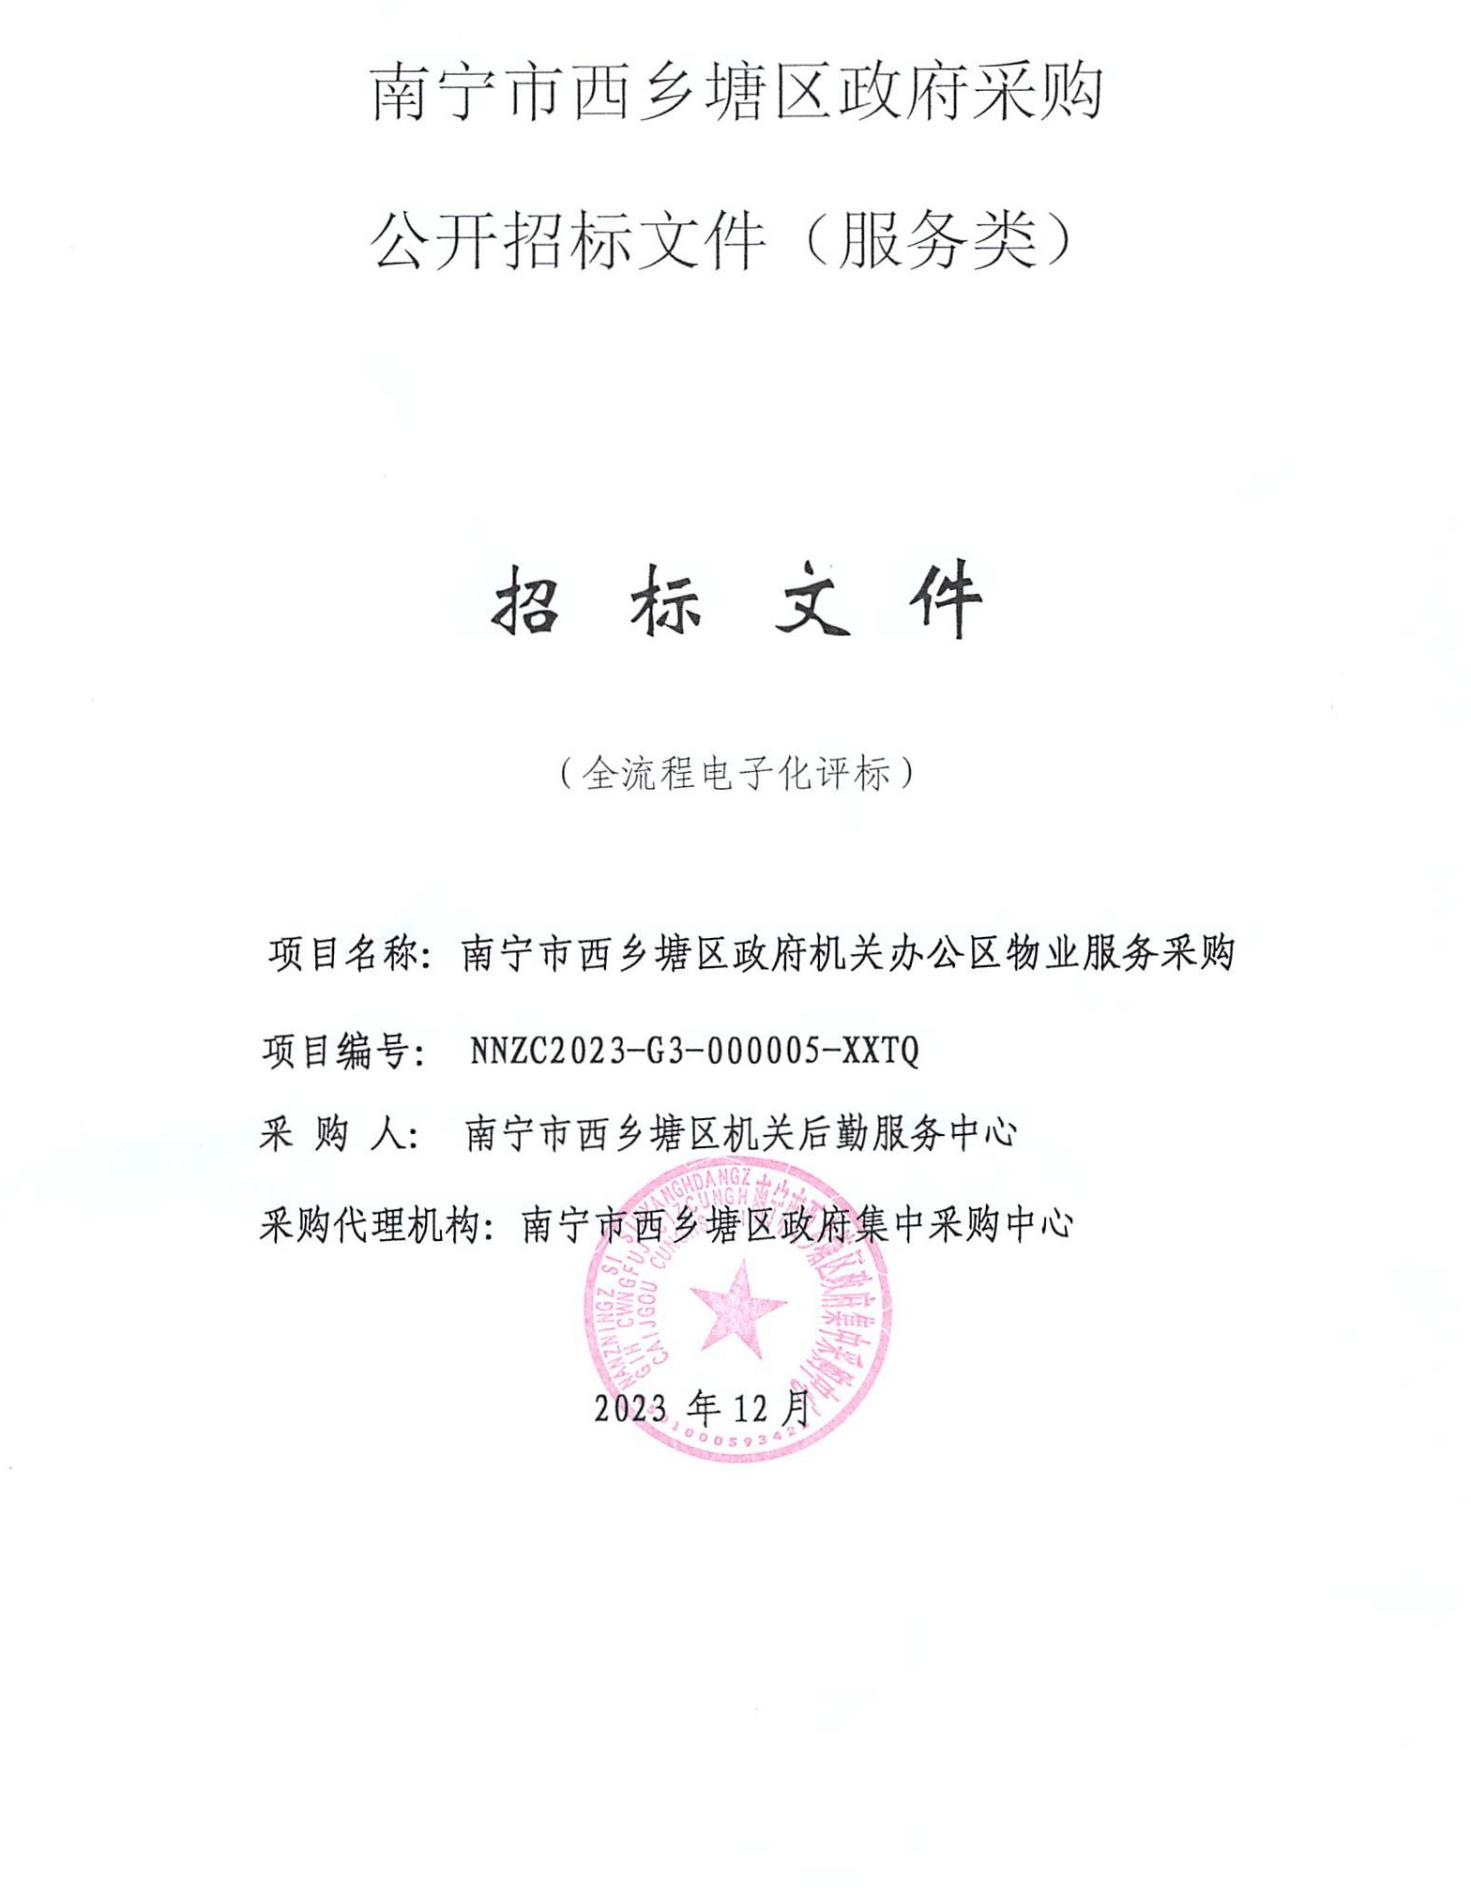 南宁市西乡塘区政府采购
公开招标文件（服务类）
招标文件
（全流程电子化评标）
项目名称：南宁市西乡塘区政府机关办公区物业服务采购
项目编号： NNZC2023-G3-000005-XXTQ
采 购 人： 南宁市西乡塘区机关后勤服务中心
采购代理机构：南宁市西乡塘区政府集中采购中心
2023 年 12 月